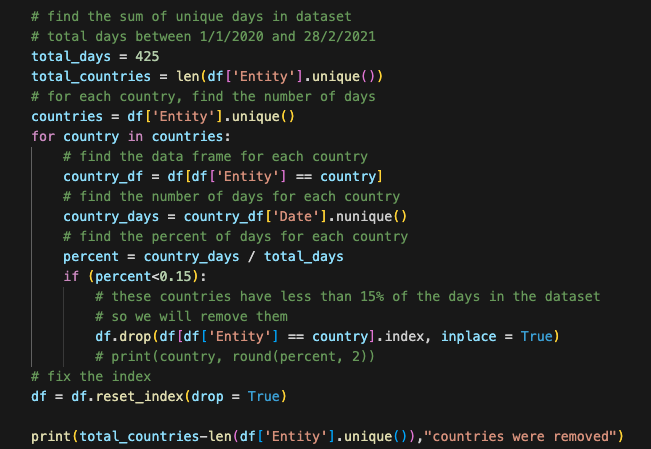 # find the sum of unique days in dataset
# total days between 1/1/2020 and 28/2/2021
total_days = 425
total_countries = len(df['Entity'].unique())
# for each country, find the number of days
countries = df['Entity'].unique()
for country in countries:
    # find the data frame for each country
    country_df = df[df['Entity'] == country]
    # find the number of days for each country
    country_days = country_df['Date'].nunique()
    # find the percent of days for each country
    percent = country_days / total_days
    if (percent<0.15):
        # these countries have less than 15% of the days in the dataset
        # so we will remove them
        df.drop(df[df['Entity'] == country].index, inplace = True)
        # print(country, round(percent, 2))
# fix the index
df = df.reset_index(drop = True)
print(total_countries-len(df['Entity'].unique()),"countries were removed")